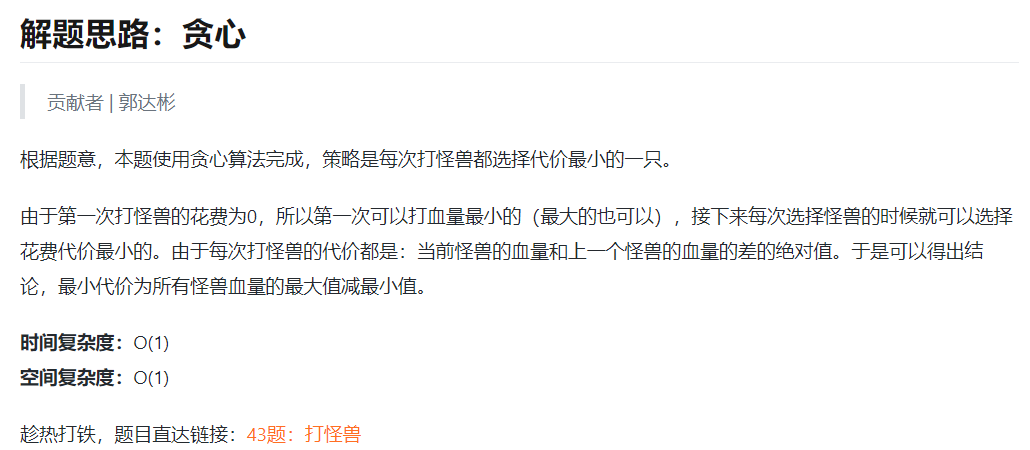 解题思路：贪心
贡献者 | 郭达彬
根据题意，本题使用贪心算法完成，策略是每次打怪兽都选择代价最小的一只。
由于第一次打怪兽的花费为0，所以第一次可以打血量最小的（最大的也可以），接下来每次选择怪兽的时候就可以选择
花费代价最小的。由于每次打怪兽的代价都是：当前怪兽的血量和上一个怪兽的血量的差的绝对值。于是可以得出结
论，最小代价为所有怪兽血量的最大值减最小值。
时间复杂度：O(1)
空间复杂度：O(1)
趁热打铁，题目直达链接：43题：打怪兽